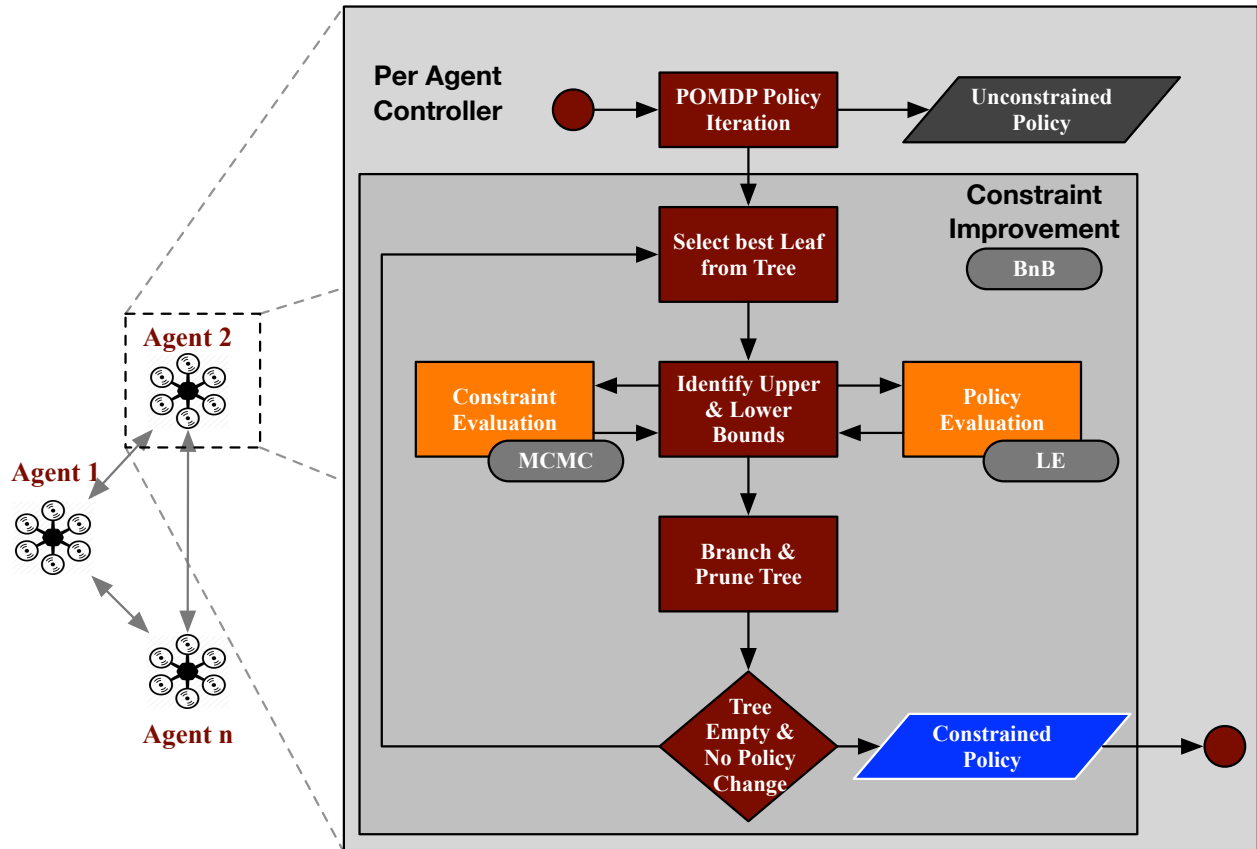 Per Agent
Controller
POMDP Policy
Iteration
Unconstrained
Policy
Constraint
Improvement
BnB
Select best Leaf
from Tree
Agent 2
Constraint
Evaluation
MCMC
Identify Upper
& Lower
Bounds
Policy
Evaluation
LE
Agent 1
Branch &
Prune Tree
Agent n
Tree
Empty &
No Policy
Change
Constrained
Policy